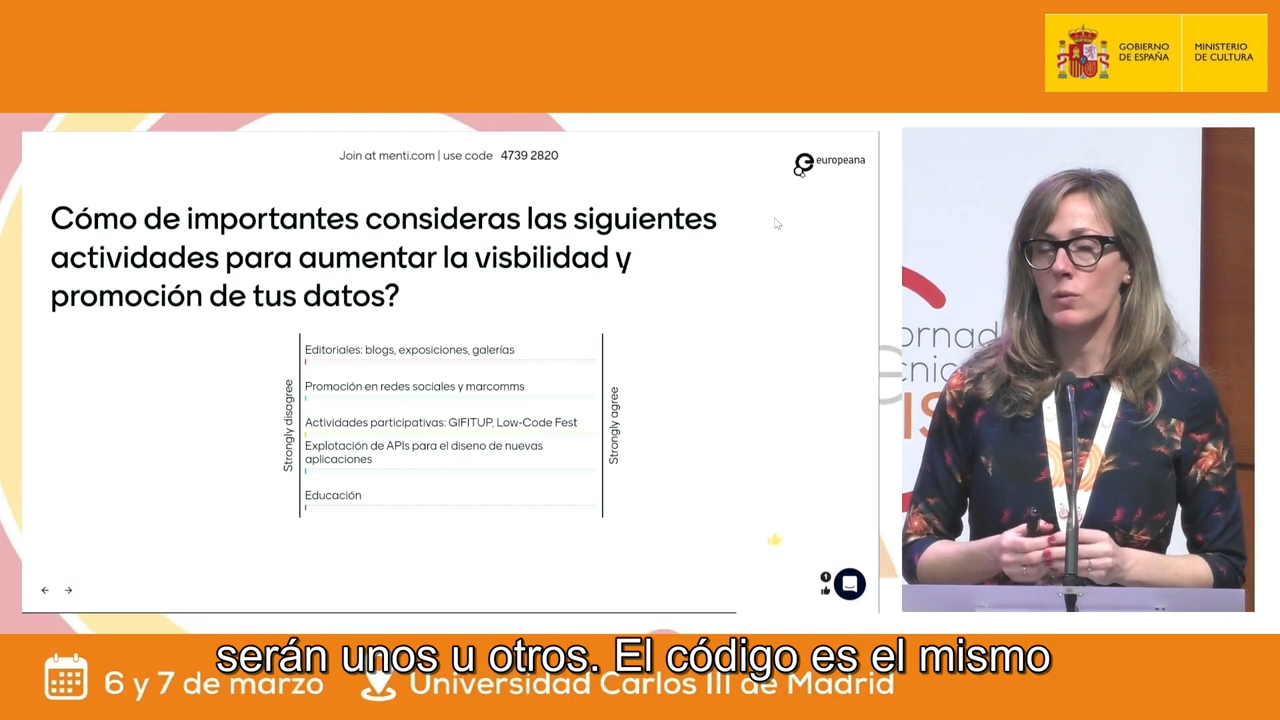 GOBIERNO
DE ESPAÑA
MINISTERIO
DE CULTURA
Join at menti.com | use code 4739 2820
europeana
Cómo de importantes consideras las siguientes
actividades para aumentar la visbilidad y
promoción de tus datos?
Strongly disagree
Editoriales: blogs, exposiciones, galerías
Promoción en redes sociales y marcomms
Actividades participativas: GIFITUP, Low-Code Fest
Explotación de APIs para el diseno de nuevas
aplicaciones
Educación
Strongly agree
1
serán unos u otros. El código es el mismo
6 y 7 de marzo
Universidad Carlos III de Madrid